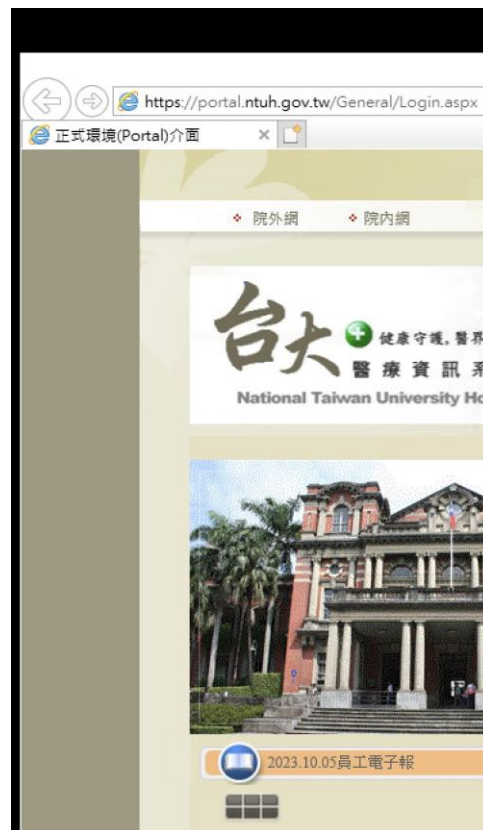 https://portal.ntuh.gov.tw/General/Login.aspx
正式環境(Portal)介面
院外網 院內網
台大
健康守護,醫界
醫療資訊系
National Taiwan University Ho
2023.10.05員工電子報